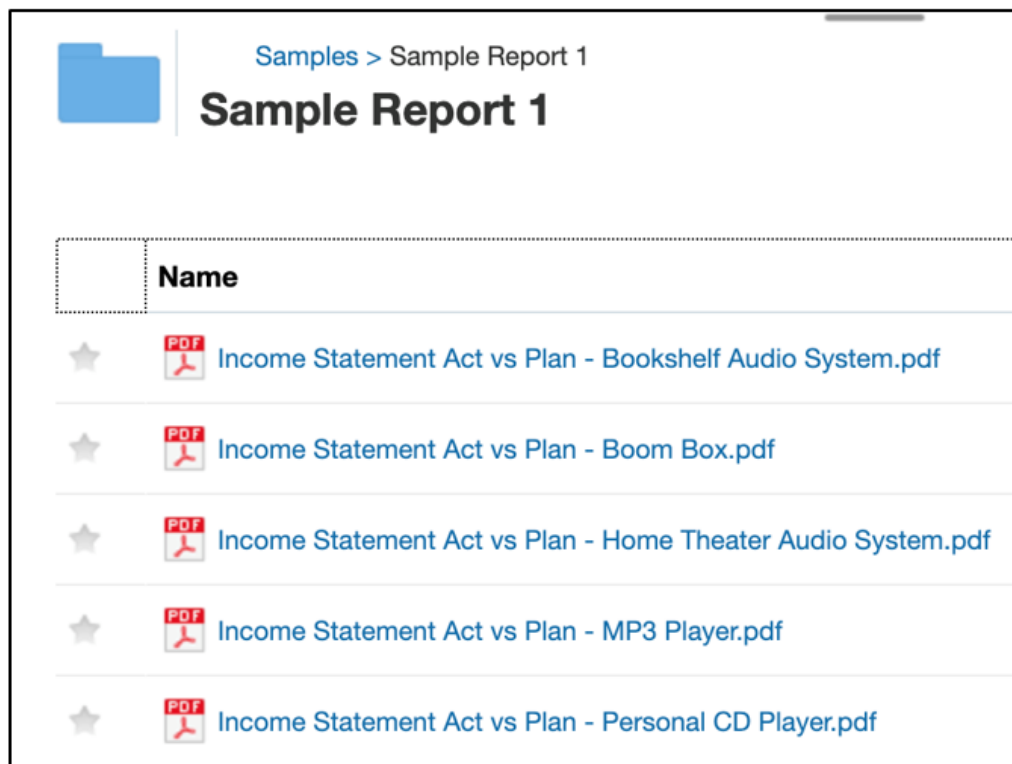 Samples > Sample Report 1
Sample Report 1
Name
PDF Income Statement Act vs Plan - Bookshelf Audio System.pdf
PDF Income Statement Act vs Plan - Boom Box.pdf
PDF Income Statement Act vs Plan - Home Theater Audio System.pdf
PDF Income Statement Act vs Plan - MP3 Player.pdf
PDF Income Statement Act vs Plan - Personal CD Player.pdf